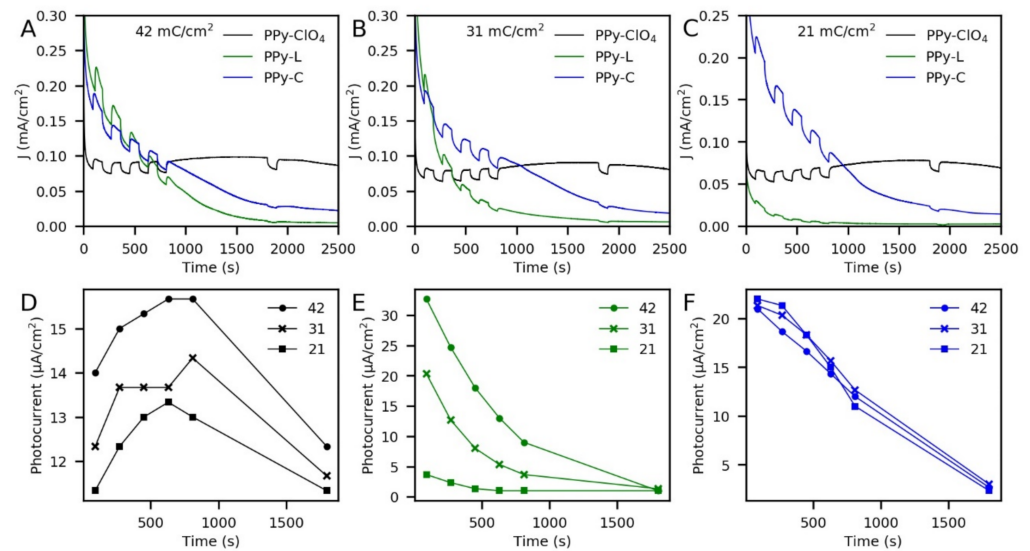 A
42 mC/cm²
PPy-ClO₄
PPy-L
PPy-C
J (mA/cm²)
0.30
0.25
0.20
0.15
0.10
0.05
0.00
0 500 1000 1500 2000 2500
Time (s)
B
31 mC/cm²
PPy-ClO₄
PPy-L
PPy-C
J (mA/cm²)
0.30
0.25
0.20
0.15
0.10
0.05
0.00
0 500 1000 1500 2000 2500
Time (s)
C
21 mC/cm²
PPy-ClO₄
PPy-L
PPy-C
J (mA/cm²)
0.25
0.20
0.15
0.10
0.05
0.00
0 500 1000 1500 2000 2500
Time (s)
D
42
31
21
Photocurrent (μA/cm²)
15
14
13
12
500 1000 1500
Time (s)
E
42
31
21
Photocurrent (μA/cm²)
30
25
20
15
10
5
0
500 1000 1500
Time (s)
F
42
31
21
Photocurrent (μA/cm²)
20
15
10
5
500 1000 1500
Time (s)